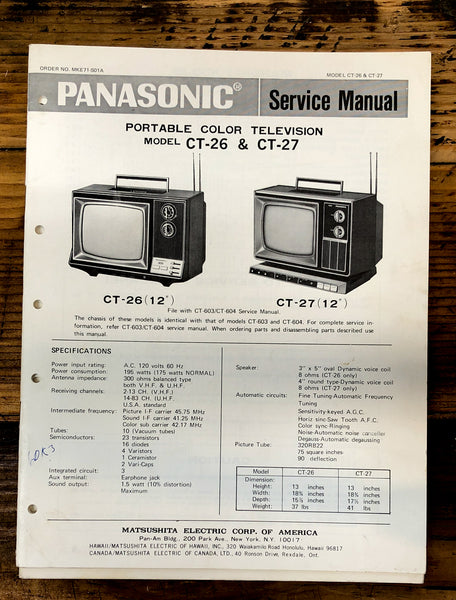 ORDER NO. MKE71-501A
MODEL CT-26 & CT-27
PANASONIC® Service Manual
PORTABLE COLOR TELEVISION
MODEL CT-26 & CT-27
CT-26 (12")
CT-27 (12")
File with CT-603/CT-604 Service Manual.
The chassis of these models is identical with that of models CT-603 and CT-604. For complete service in-
formation, refer CT-603/CT-604 service manual. When ordering parts and disassembling parts described use
this manual.
SPECIFICATIONS
Power input rating: A.C. 120 volts 60 Hz
Power consumption: 195 watts (175 watts NORMAL)
Antenna impedance: 300 ohms balanced type
both V.H.F. & U.H.F.
Receiving channels: 2-13 CH. (V.H.F.)
14-83 CH. (U.H.F.)
U.S.A. standard
Intermediate frequency: Picture I-F carrier 45.75 MHz
Sound I-F carrier 41.25 MHz
Color sub carrier 42.17 MHz
Tubes: 10 (Vacuum tubes)
Semiconductors: 23 transistors
16 diodes
4 Varistors
1 Cermistor
2 Vari-Caps
Integrated circuit: 3
Aux terminal: Earphone jack
Sound output: 1.5 watt (10% distortion)
Maximum
Speaker: 3" x 5" oval Dynamic voice coil
8 ohms (CT-26 only)
4" round type-Dynamic voice coil
8 ohms (CT-27 only)
Automatic circuits: Fine Tuning-Automatic Frequency
Tuning
Sensitivity-keyed A.G.C.
Horiz sinc-Saw Tooth A.F.C.
Color sync Ringing
Noise-Automatic noise canceller
Degauss-Automatic degaussing
Picture Tube: 320RB22
75 square inches
90 deflection
Model CT-26 CT-27
Dimension:
Height: 13 inches 13 inches
Width: inches inches
Depth: inches inches
Weight: 37 lbs 41 lbs
MATSUSHITA ELECTRIC CORP. OF AMERICA
Pan-Am Bldg., 200 Park Ave., New York, N.Y. 10017
HAWAII/MATSUSHITA ELECTRIC OF HAWAII, INC., 320 Waiakamilo Road Honolulu, Hawaii 96817
CANADA/MATSUSHITA ELECTRIC OF CANADA, LTD., 40 Ronson Drive, Rexdale, Ont.